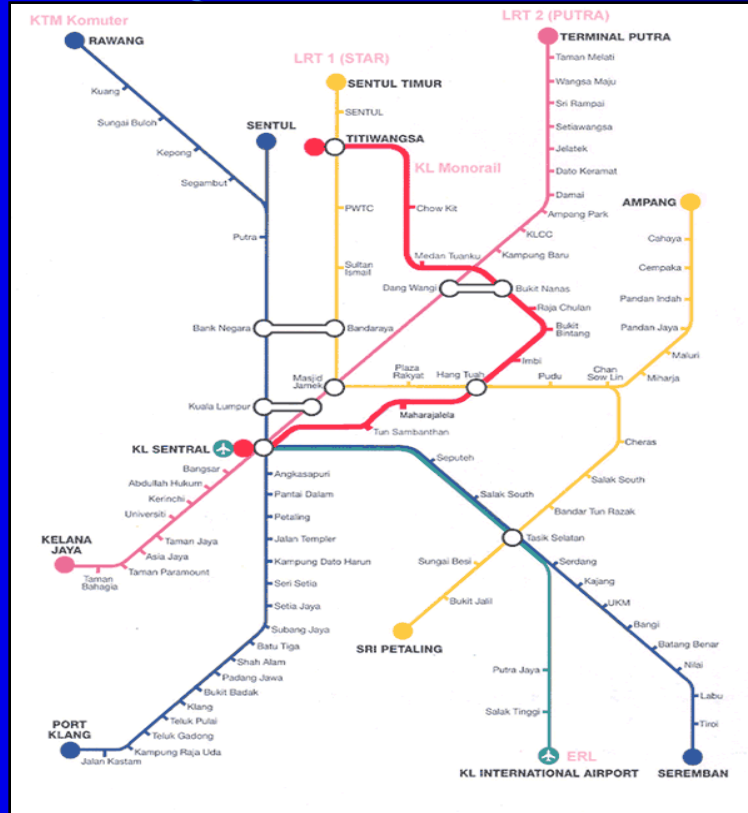 KTM Komuter
RAWANG
Kuang
Sungai Buloh
Kepong
Segambut
SENTUL
Putra
Bank Negara
Kuala Lumpur
KL SENTRAL
LRT 1 (STAR)
SENTUL TIMUR
SENTUL
TITIWANGSA
PWTC
Sultan
Ismail
Bandaraya
Masjid
Jamek
Plaza
Rakyat
Hang Tuah
Pudu
Chan
Sow Lin
KL Monorail
Chow Kit
Medan Tuanku
Bukit Nanas
Raja Chulan
Bukit
Bintang
Imbi
Maharajalela
Tun Sambanthan
LRT 2 (PUTRA)
TERMINAL PUTRA
Taman Melati
Wangsa Maju
Sri Rampai
Setiawangsa
Jelatek
Dato Keramat
Damai
Ampang Park
KLCC
Kampung Baru
Dang Wangi
AMPANG
Cahaya
Cempaka
Pandan Indah
Pandan Jaya
Maluri
Miharja
Cheras
Salak South
Bandar Tun Razak
Tasik Selatan
Sungai Besi
Bukit Jalil
SRI PETALING
Bangsar
Abdullah Hukum
Kerinchi
Universiti
Taman Jaya
Asia Jaya
Taman Paramount
Taman
Bahagia
KELANA
JAYA
Angkasapuri
Pantai Dalam
Petaling
Jalan Templer
Kampung Dato Harun
Seri Setia
Setia Jaya
Subang Jaya
Batu Tiga
Shah Alam
Padang Jawa
Bukit Badak
Klang
Teluk Pulai
Teluk Gadong
Kampung Raja Uda
Jalan Kastam
PORT
KLANG
Seputeh
Salak South
Serdang
Kajang
UKM
Bangi
Batang Benar
Nilai
Labu
Tiroi
SEREMBAN
Putra Jaya
Salak Tinggi
ERL
KL INTERNATIONAL AIRPORT